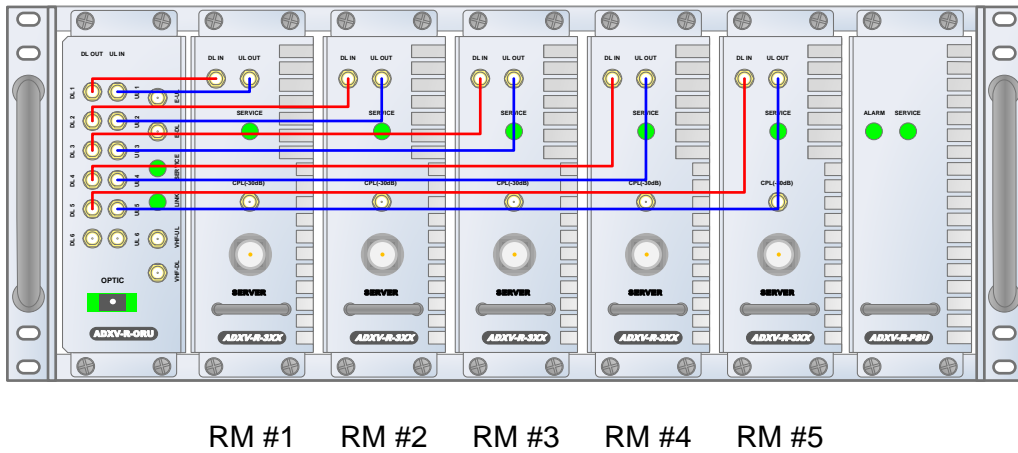 DL OUT UL IN
DL 1
UL 1
E-UL
DL 2
UL 2
E-DL
DL 3
UL 3
SERVICE
DL 4
UL 4
LINK
DL 5
UL 5
DL 6
UL 6
VHF-UL
VHF-DL
OPTIC
ADXV-R-ORU
DL IN UL OUT
SERVICE
CPL(-30dB)
SERVER
ADXV-R-3XX
DL IN UL OUT
SERVICE
CPL(-30dB)
SERVER
ADXV-R-3XX
DL IN UL OUT
SERVICE
CPL(-30dB)
SERVER
ADXV-R-3XX
DL IN UL OUT
SERVICE
CPL(-30dB)
SERVER
ADXV-R-3XX
DL IN UL OUT
SERVICE
CPL(-30dB)
SERVER
ADXV-R-3XX
ALARM SERVICE
ADXV-R-PSU
RM #1 RM #2 RM #3 RM #4 RM #5